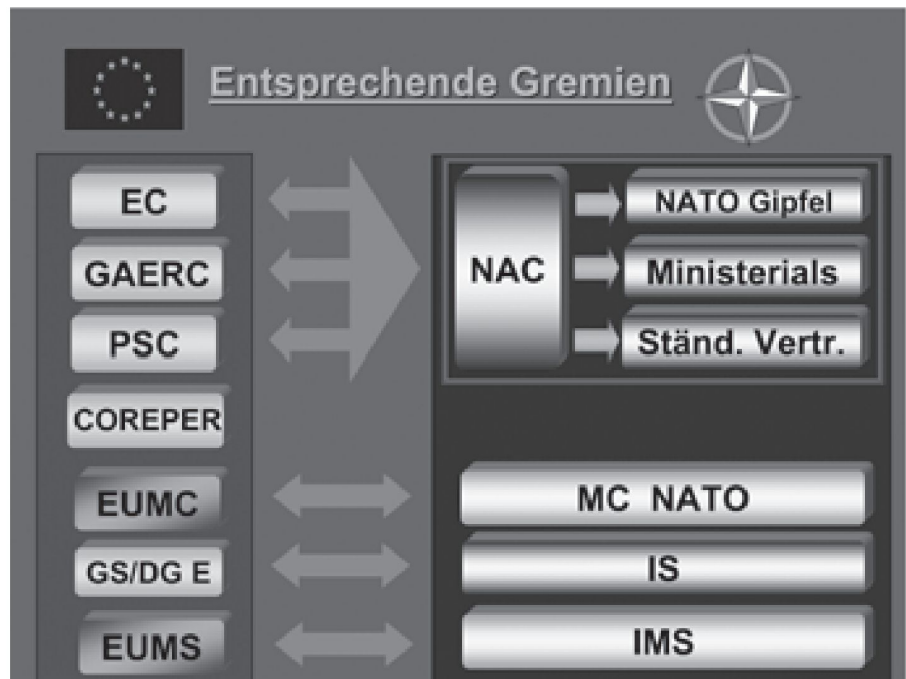 Entsprechende Gremien
EC
GAERC
PSC
COREPER
EUMC
GS/DG E
EUMS
NAC
NATO Gipfel
Ministerials
Ständ. Vertr.
MC NATO
IS
IMS